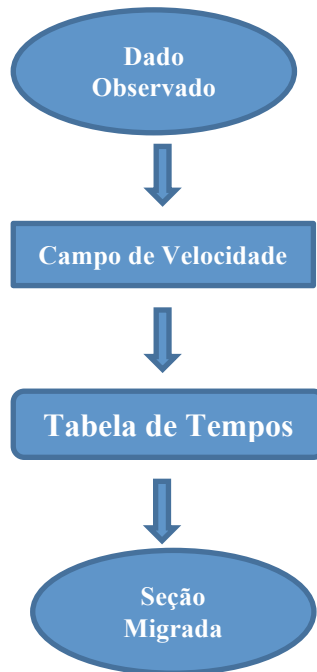 Dado
Observado
Campo de Velocidade
Tabela de Tempos
Seção
Migrada